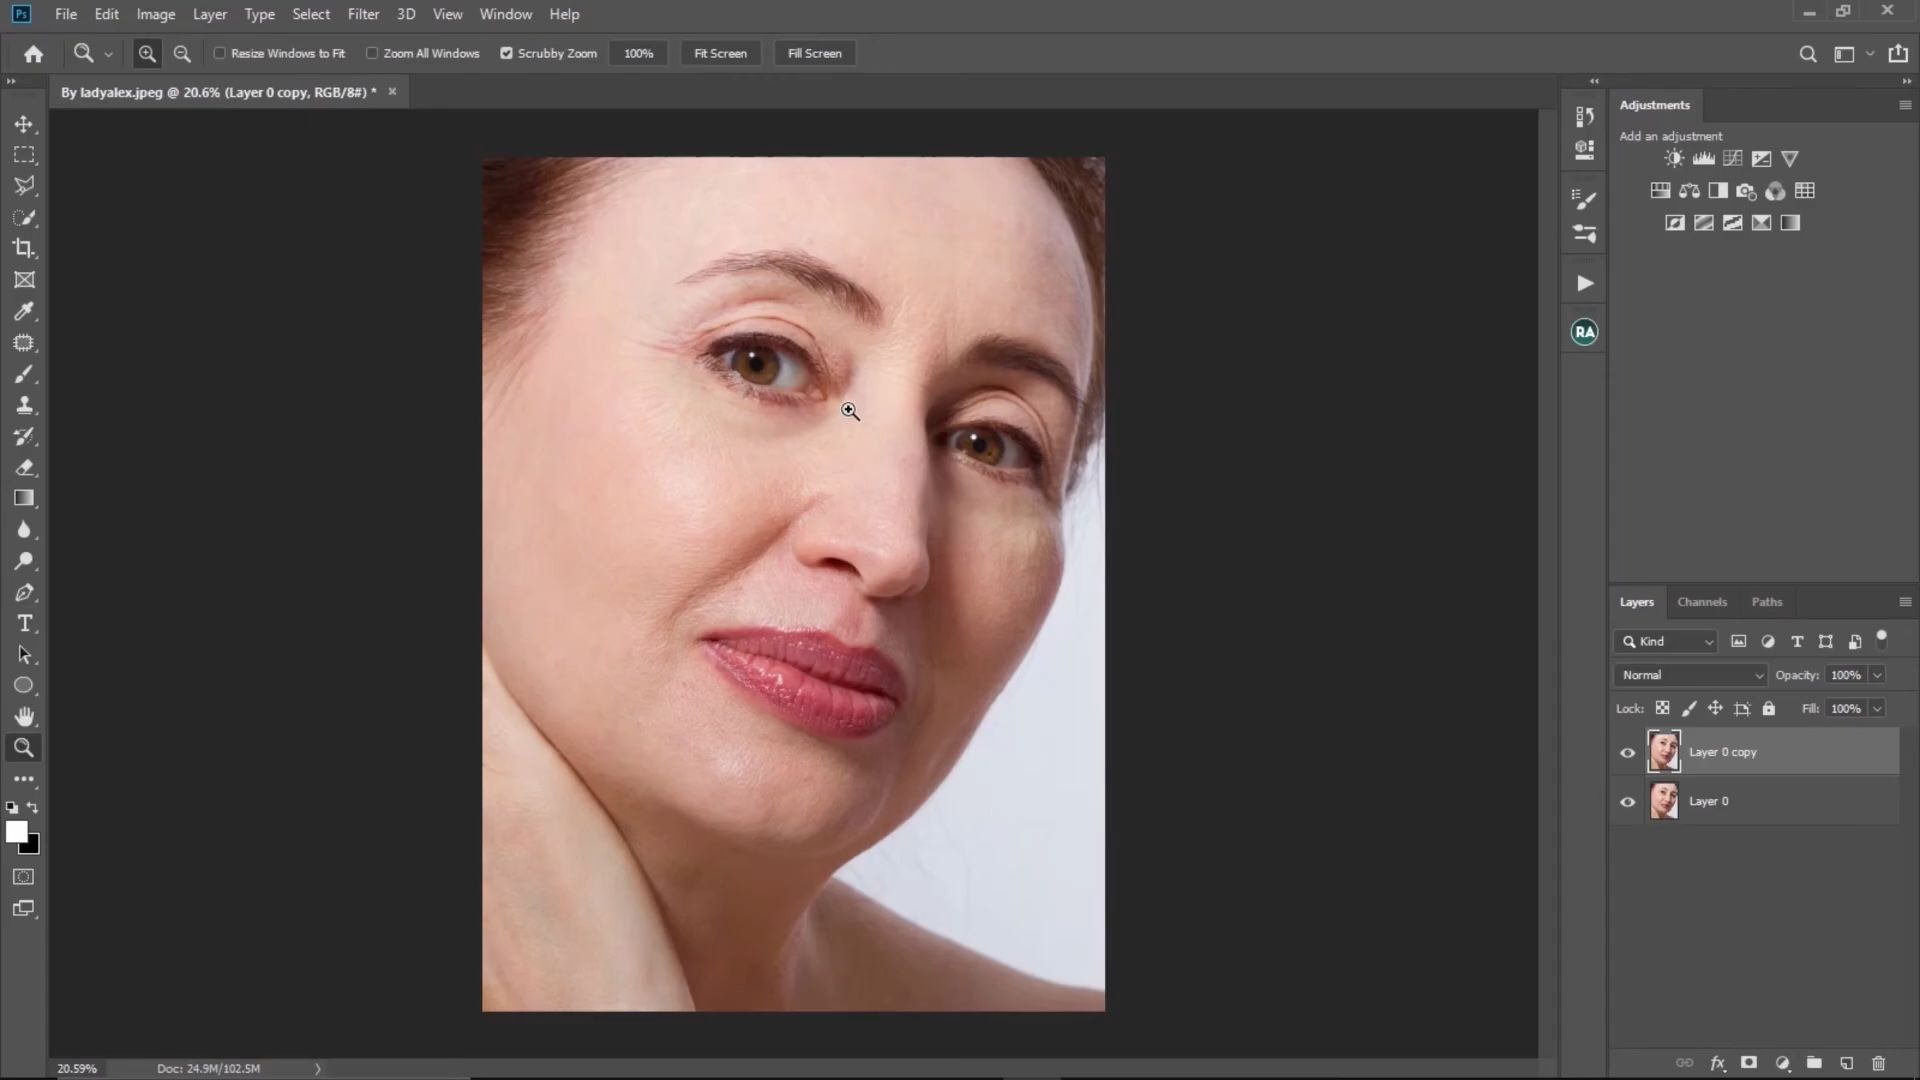 Ps File Edit Image Layer Type Select Filter 3D View Window Help
Resize Windows to Fit Zoom All Windows Scrubby Zoom 100% Fit Screen Fill Screen
By ladyalex.jpeg @ 20.6% (Layer 0 copy, RGB/8#) *
Adjustments
Add an adjustment
RA
Layers Channels Paths
Kind
Normal Opacity: 100%
Lock: Fill: 100%
Layer 0 copy
Layer 0
20.59% Doc: 24.9M/102.5M